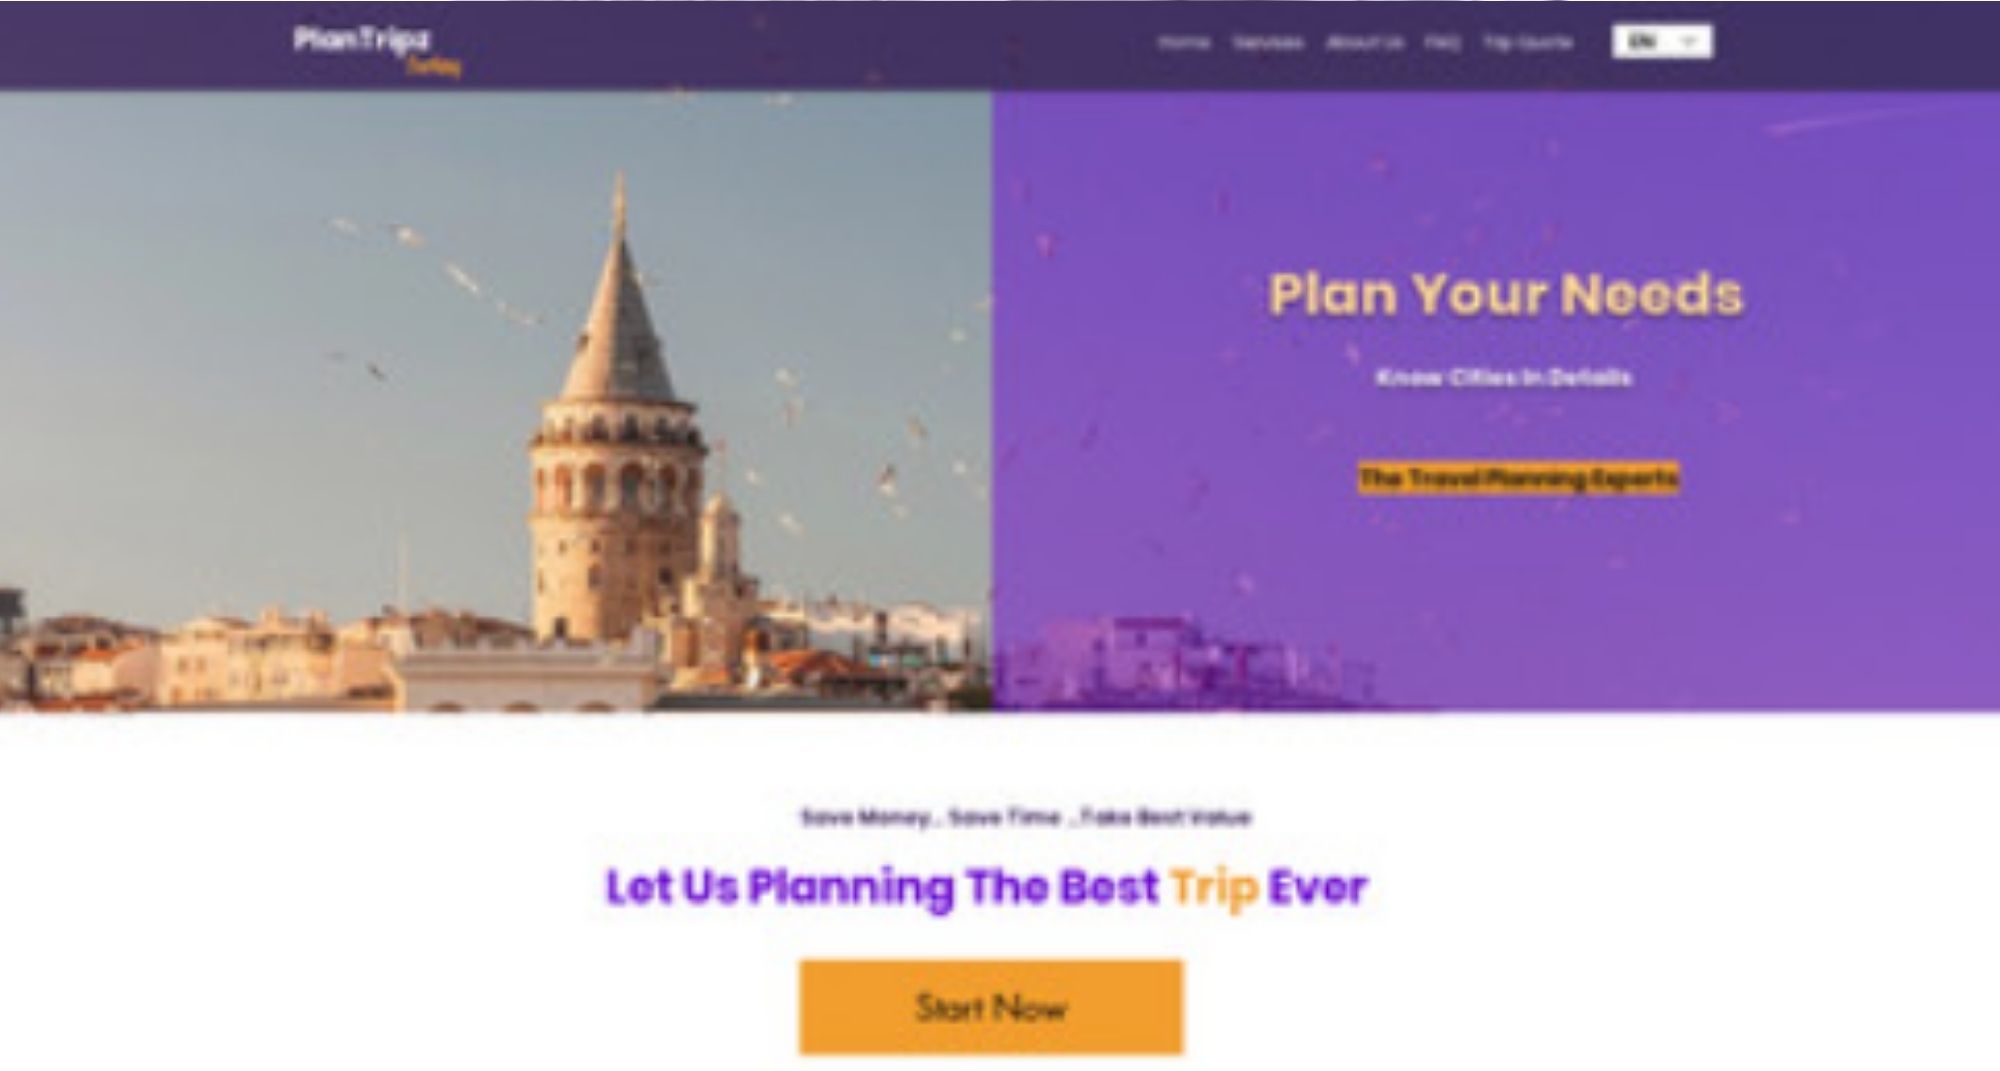 PlanTripz
Turkey
Home Services About Us FAQ Trip Quote EN
Plan Your Needs
Know Cities In Details
The Travel Planning Experts
Save Money.. Save Time ..Take Best Value
Let Us Planning The Best Trip Ever
Start Now